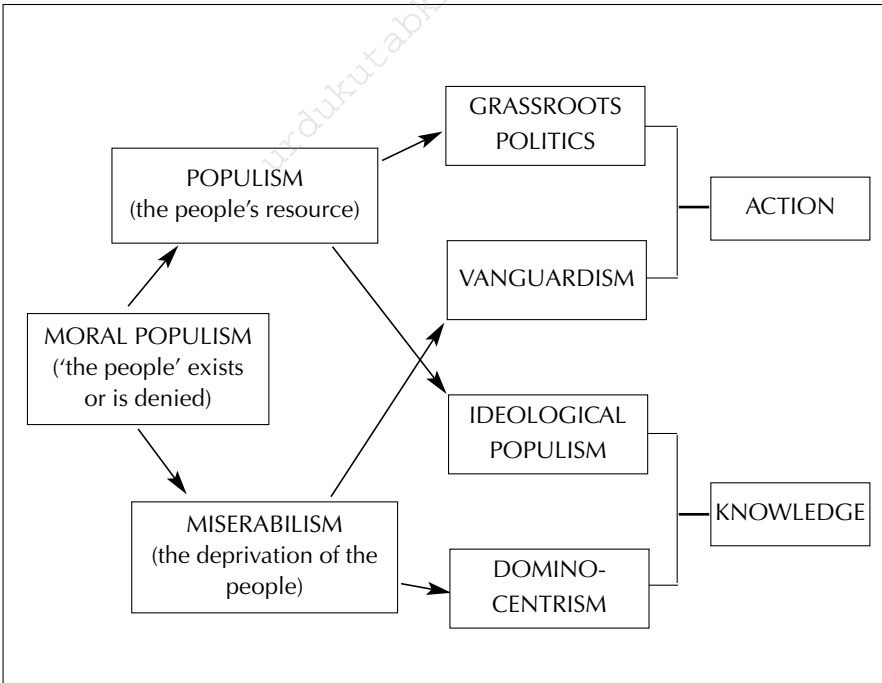 urdukutabk
GRASSROOTS
POLITICS
POPULISM
(the people’s resource)
ACTION
VANGUARDISM
MORAL POPULISM
(‘the people’ exists
or is denied)
IDEOLOGICAL
POPULISM
MISERABILISM
(the deprivation of the
people)
KNOWLEDGE
DOMINO-
CENTRISM